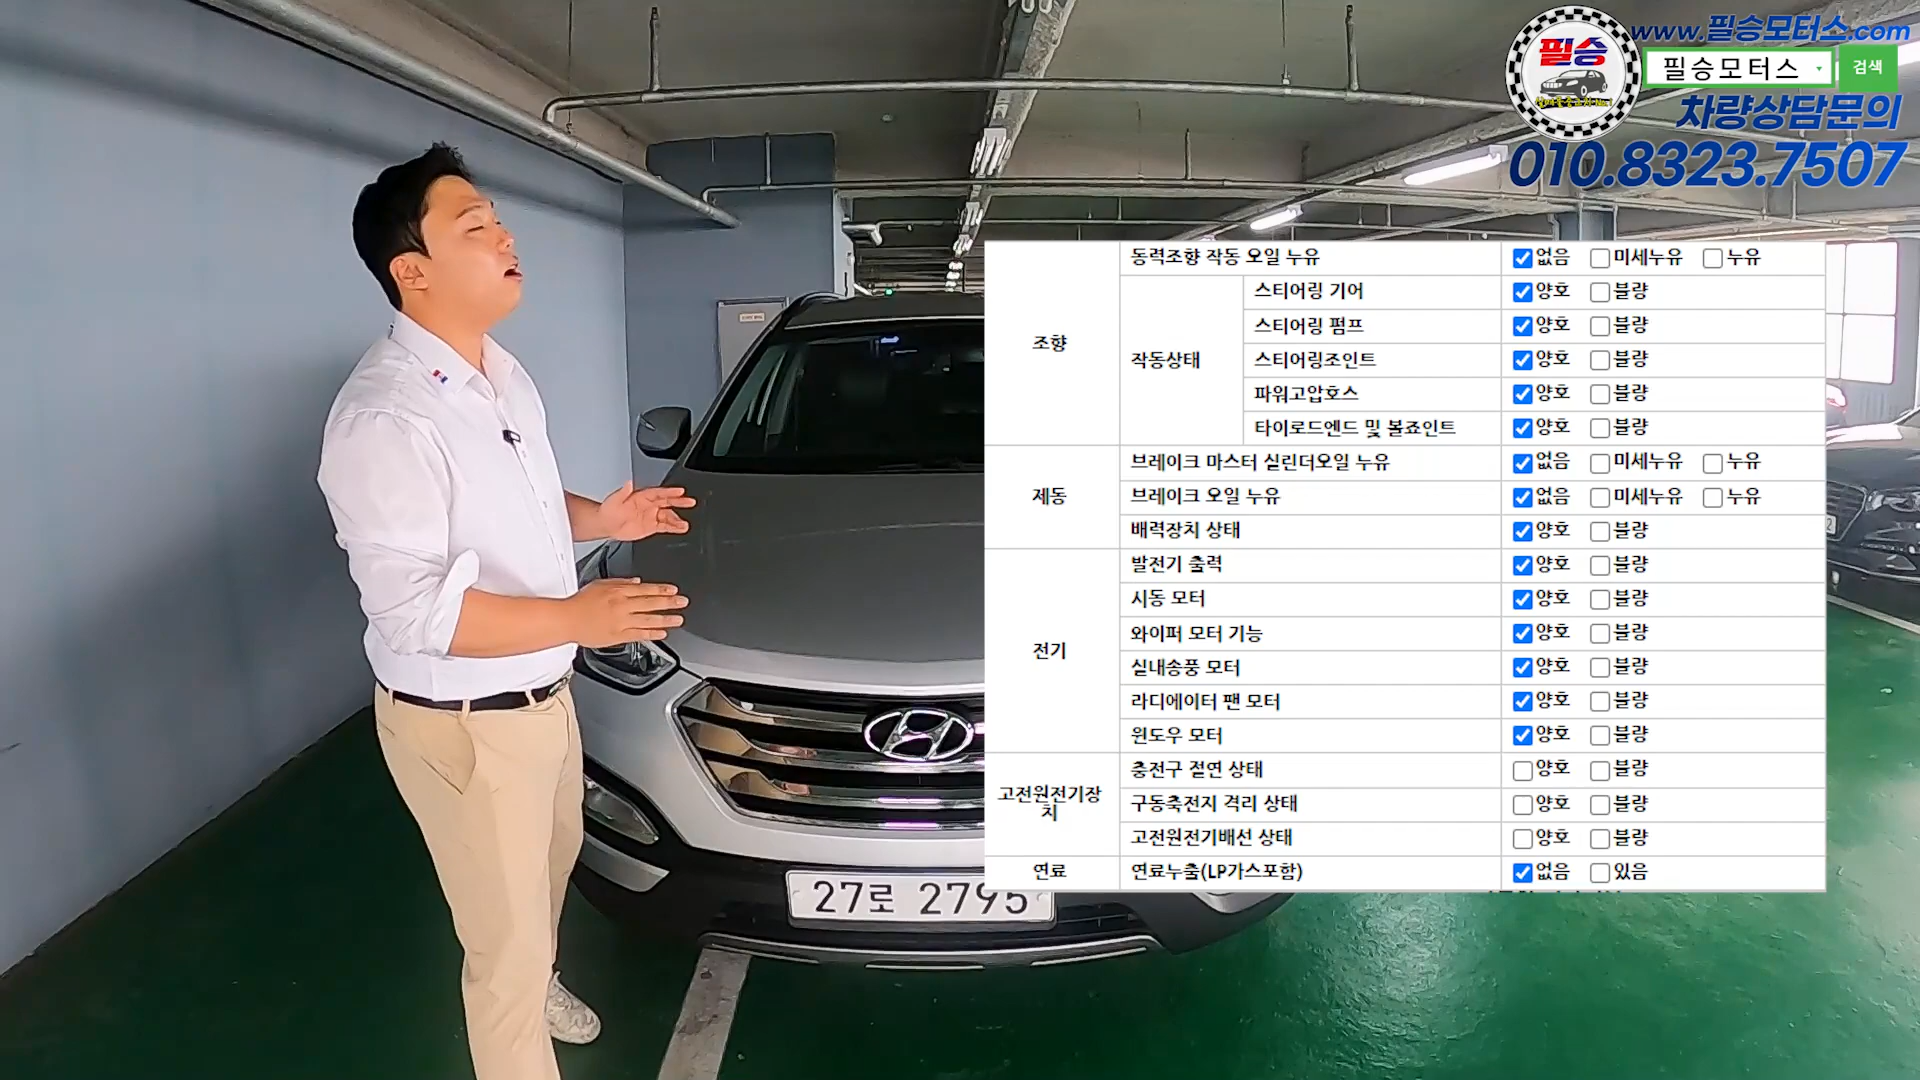 www.필승모터스.com
필승
필승모터스
검색
차량상담문의
010.8323.7507
조향
동력조향 작동 오일 누유 없음 미세누유 누유
작동상태
스티어링 기어 양호 불량
스티어링 펌프 양호 불량
스티어링조인트 양호 불량
파워고압호스 양호 불량
타이로드엔드 및 볼죠인트 양호 불량
제동
브레이크 마스터 실린더오일 누유 없음 미세누유 누유
브레이크 오일 누유 없음 미세누유 누유
배력장치 상태 양호 불량
전기
발전기 출력 양호 불량
시동 모터 양호 불량
와이퍼 모터 기능 양호 불량
실내송풍 모터 양호 불량
라디에이터 팬 모터 양호 불량
윈도우 모터 양호 불량
고전원전기장
치
충전구 절연 상태 양호 불량
구동축전지 격리 상태 양호 불량
고전원전기배선 상태 양호 불량
연료
연료누출(LP가스포함) 없음 있음
27로 2795